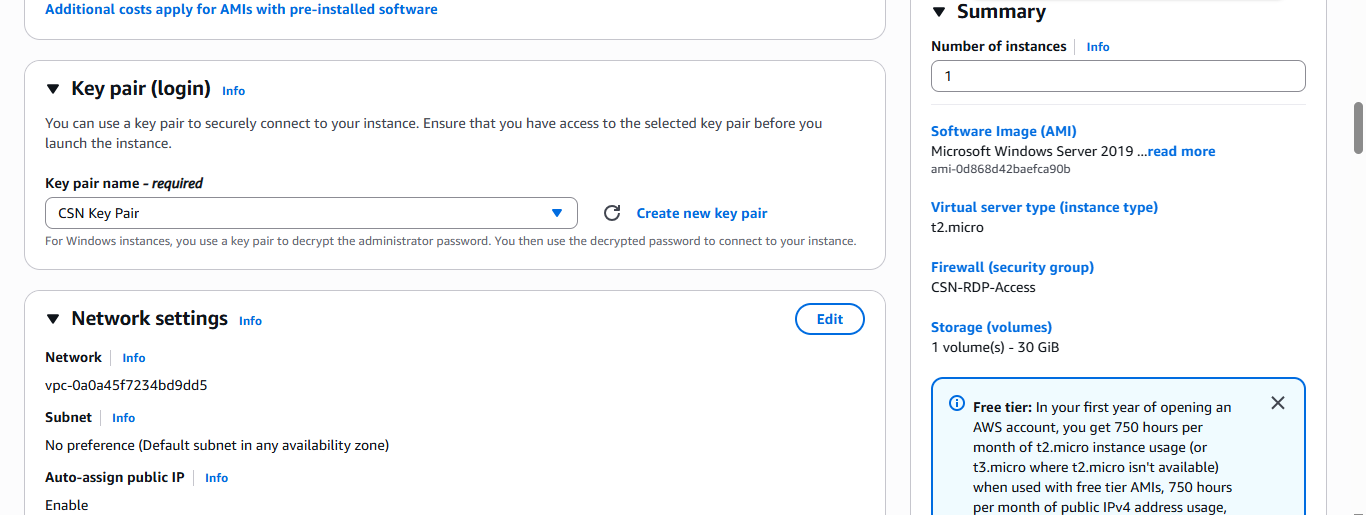 Additional costs apply for AMIs with pre-installed software
Key pair (login) Info
You can use a key pair to securely connect to your instance. Ensure that you have access to the selected key pair before you
launch the instance.
Key pair name - required
CSN Key Pair
Create new key pair
For Windows instances, you use a key pair to decrypt the administrator password. You then use the decrypted password to connect to your instance.
Network settings Info
Edit
Network Info
vpc-0a0a45f7234bd9dd5
Subnet Info
No preference (Default subnet in any availability zone)
Auto-assign public IP Info
Enable
Summary
Number of instances Info
1
Software Image (AMI)
Microsoft Windows Server 2019 ...read more
ami-0d868d42baefca90b
Virtual server type (instance type)
t2.micro
Firewall (security group)
CSN-RDP-Access
Storage (volumes)
1 volume(s) - 30 GiB
Free tier: In your first year of opening an
AWS account, you get 750 hours per
month of t2.micro instance usage (or
t3.micro where t2.micro isn't available)
when used with free tier AMIs, 750 hours
per month of public IPv4 address usage,